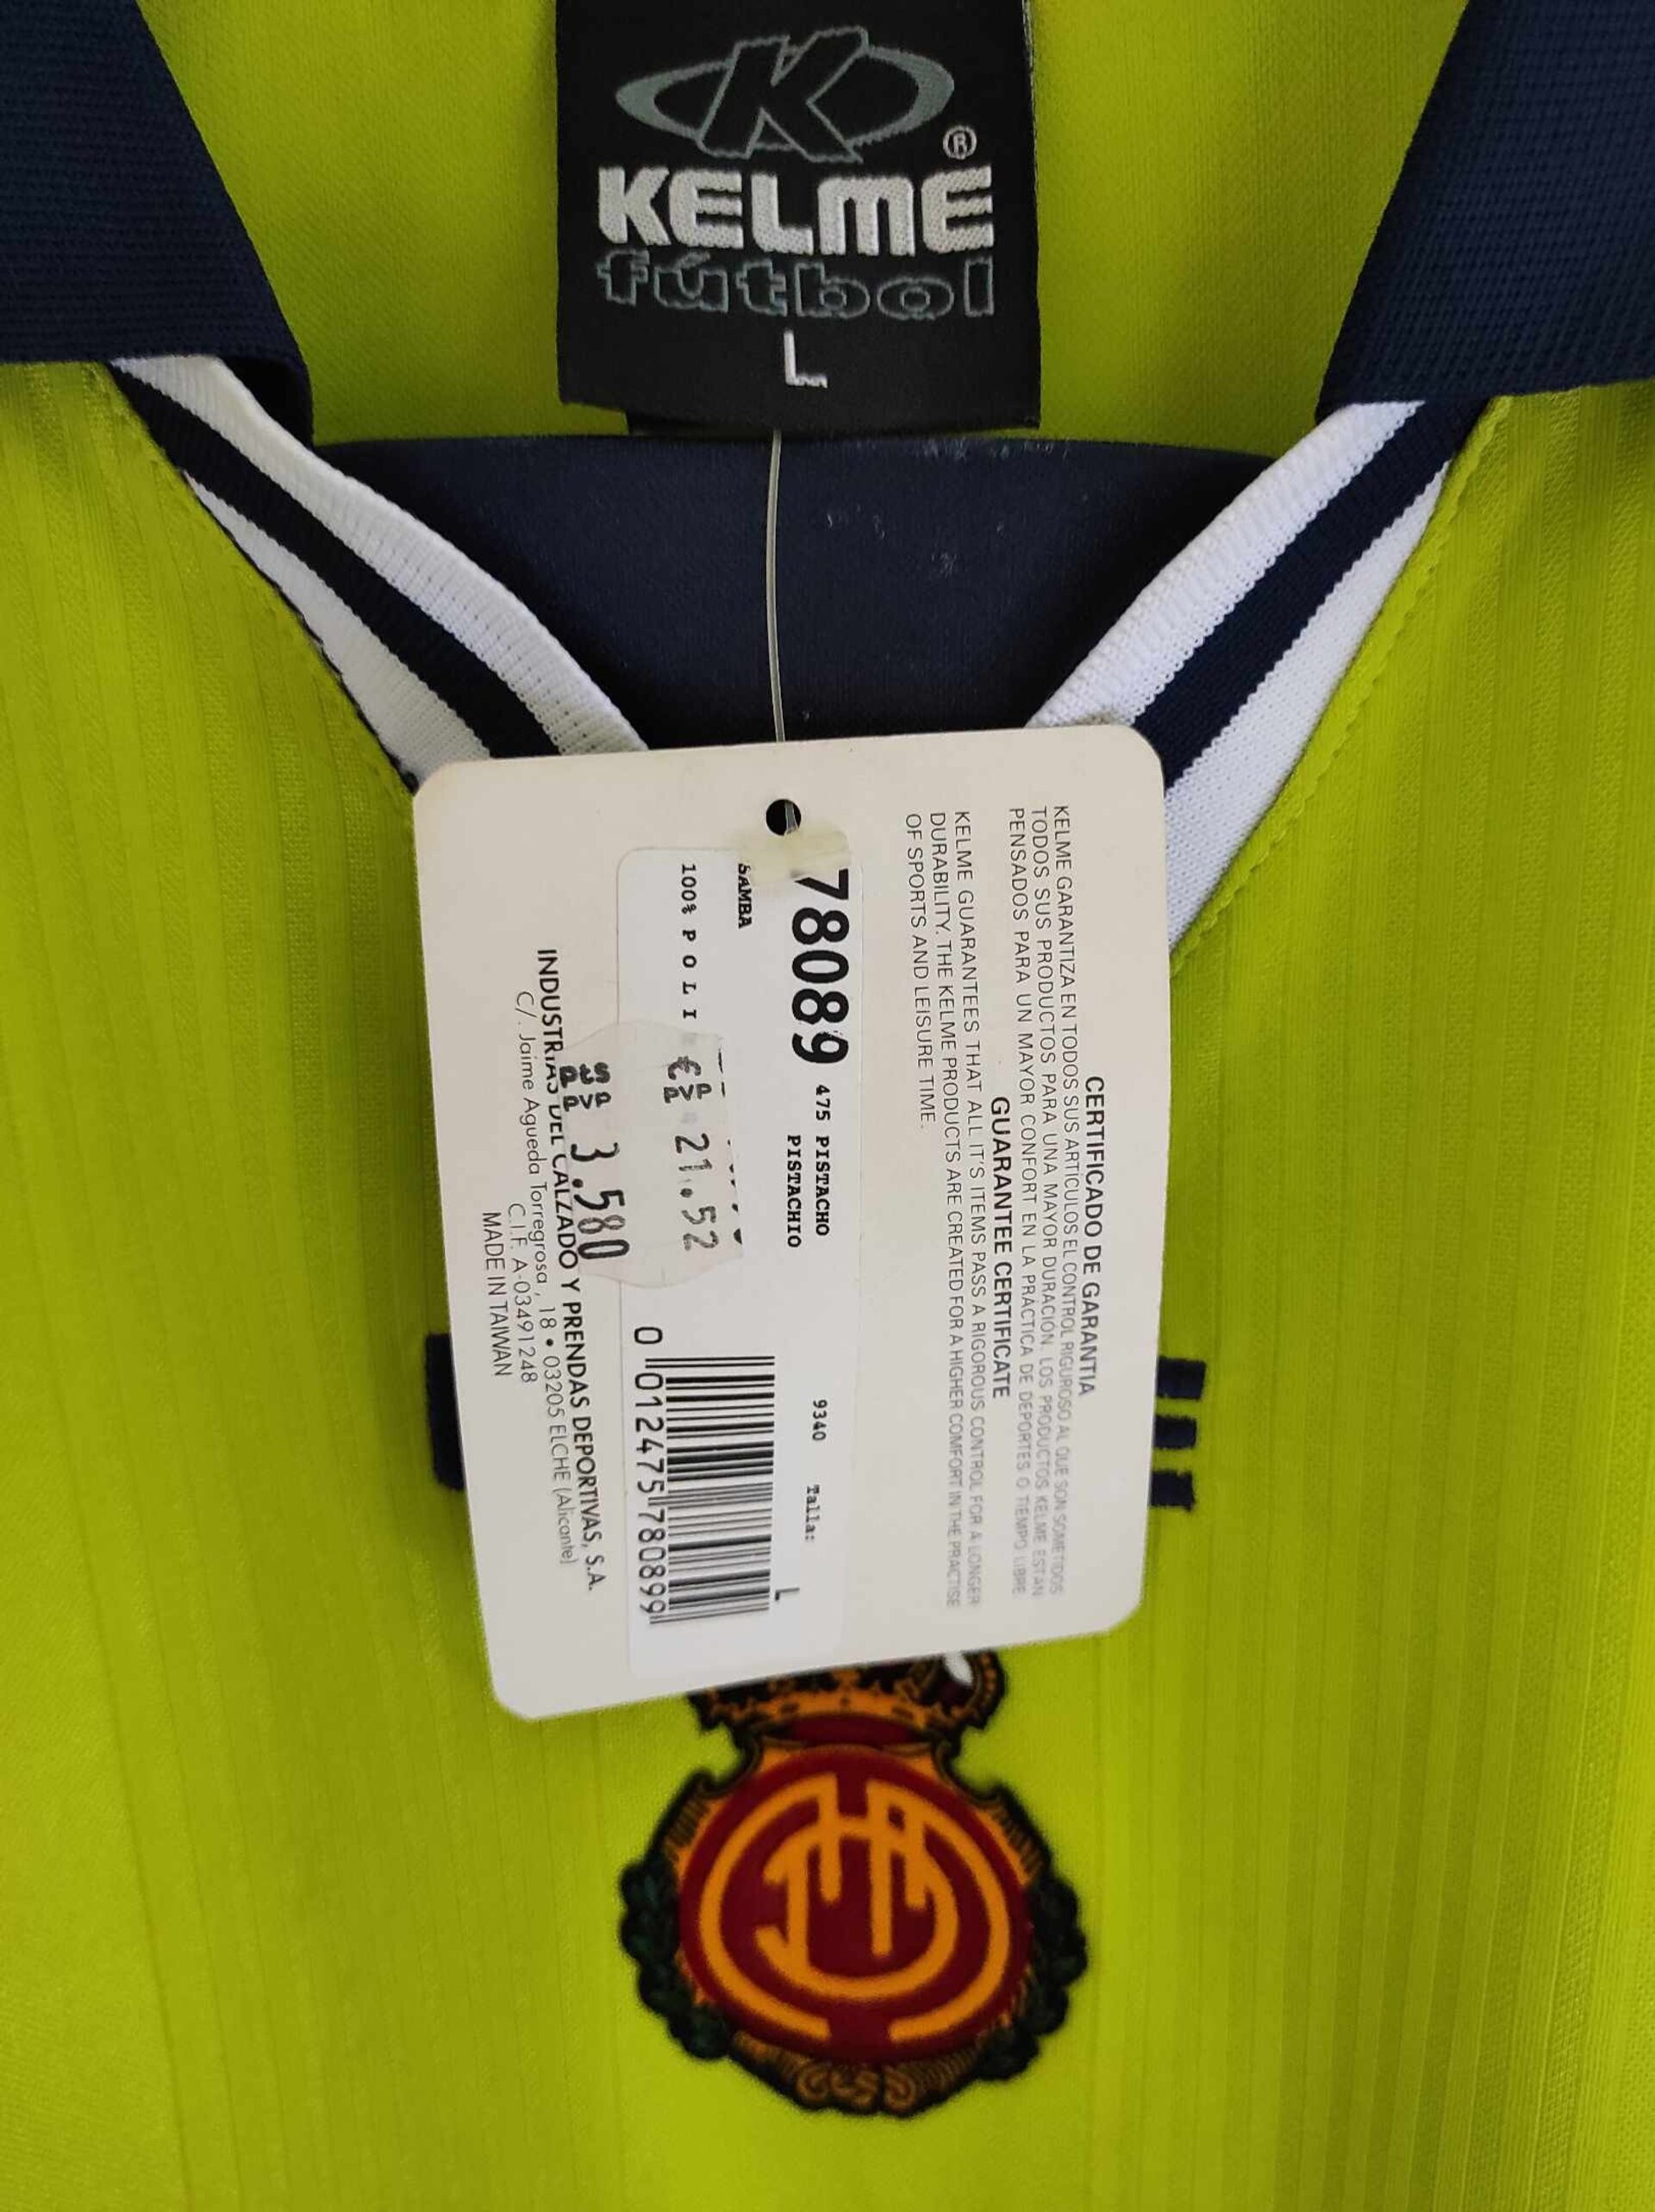 K
®
KELME
fútbol
L
CERTIFICADO DE GARANTIA
KELME GARANTIZA EN TODOS SUS ARTICULOS EL CONTROL RIGUROSO AL QUE SON SOMETIDOS
TODOS SUS PRODUCTOS PARA UNA MAYOR DURACIÓN. LOS PRODUCTOS KELME ESTAN
PENSADOS PARA UN MAYOR CONFORT EN LA PRACTICA DE DEPORTES O TIEMPO LIBRE
GUARANTEE CERTIFICATE
KELME GUARANTEES THAT ALL IT'S ITEMS PASS A RIGOROUS CONTROL FOR A LONGER
DURABILITY. THE KELME PRODUCTS ARE CREATED FOR A HIGHER COMFORT IN THE PRACTISE
OF SPORTS AND LEISURE TIME.
78089 475 PISTACHO 9340 Talla:
PISTACHIO L
SAMBA
100% POLI
21.52
3.580
0 012475 780899
INDUSTRIAS DEL CALZADO Y PRENDAS DEPORTIVAS, S.A.
C/. Jaime Agueda Torregrosa, 18 • 03205 ELCHE (Alicante)
C.I.F. A-03491248
MADE IN TAIWAN